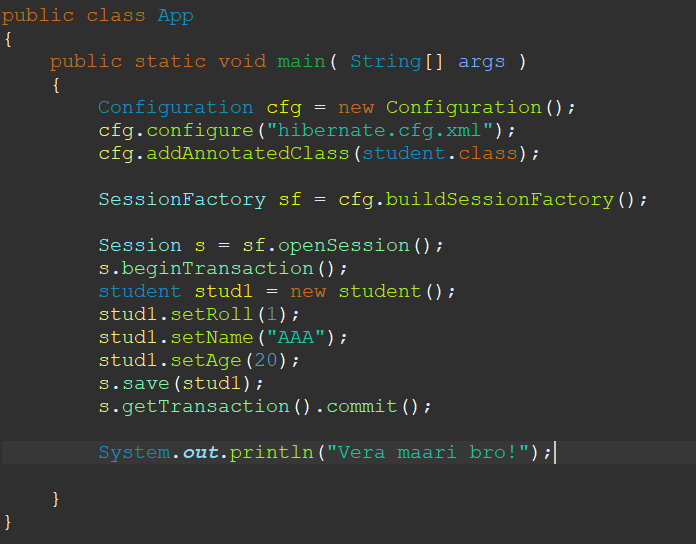 public class App
{
public static void main( String[] args )
{
Configuration cfg = new Configuration();
cfg.configure("hibernate.cfg.xml");
cfg.addAnnotatedClass(student.class);
SessionFactory sf = cfg.buildSessionFactory();
Session s = sf.openSession();
s.beginTransaction();
student stud1 = new student();
stud1.setRoll(1);
stud1.setName("AAA");
stud1.setAge(20);
s.save(stud1);
s.getTransaction().commit();
System.out.println("Vera maari bro!");
}
}